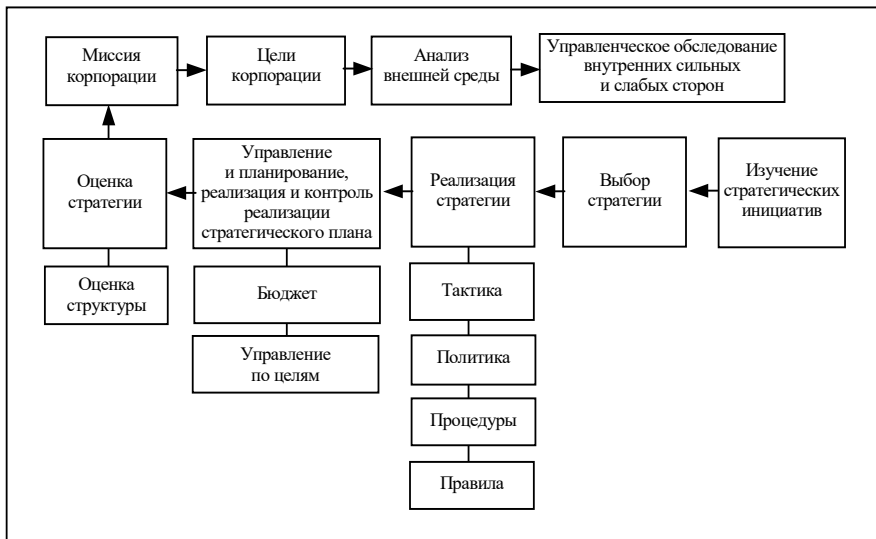 Миссия
корпорации
Цели
корпорации
Анализ
внешней среды
Управленческое обследование
внутренних сильных
и слабых сторон
Оценка
стратегии
Управление
и планирование,
реализация и контроль
реализации
стратегического плана
Реализация
стратегии
Выбор
стратегии
Изучение
стратегических
инициатив
Оценка
структуры
Бюджет
Тактика
Управление
по целям
Политика
Процедуры
Правила